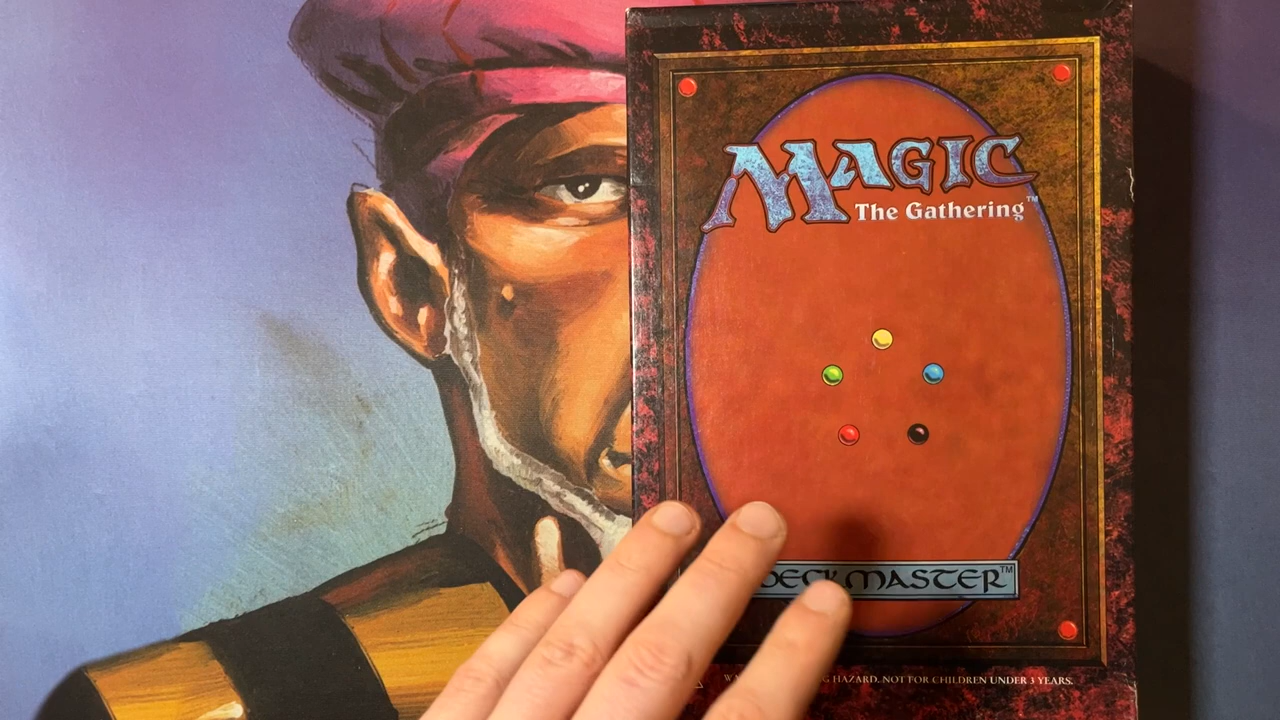 MAGIC
The Gathering™
DECKMASTER™
HAZARD. NOT FOR CHILDREN UNDER 3 YEARS.